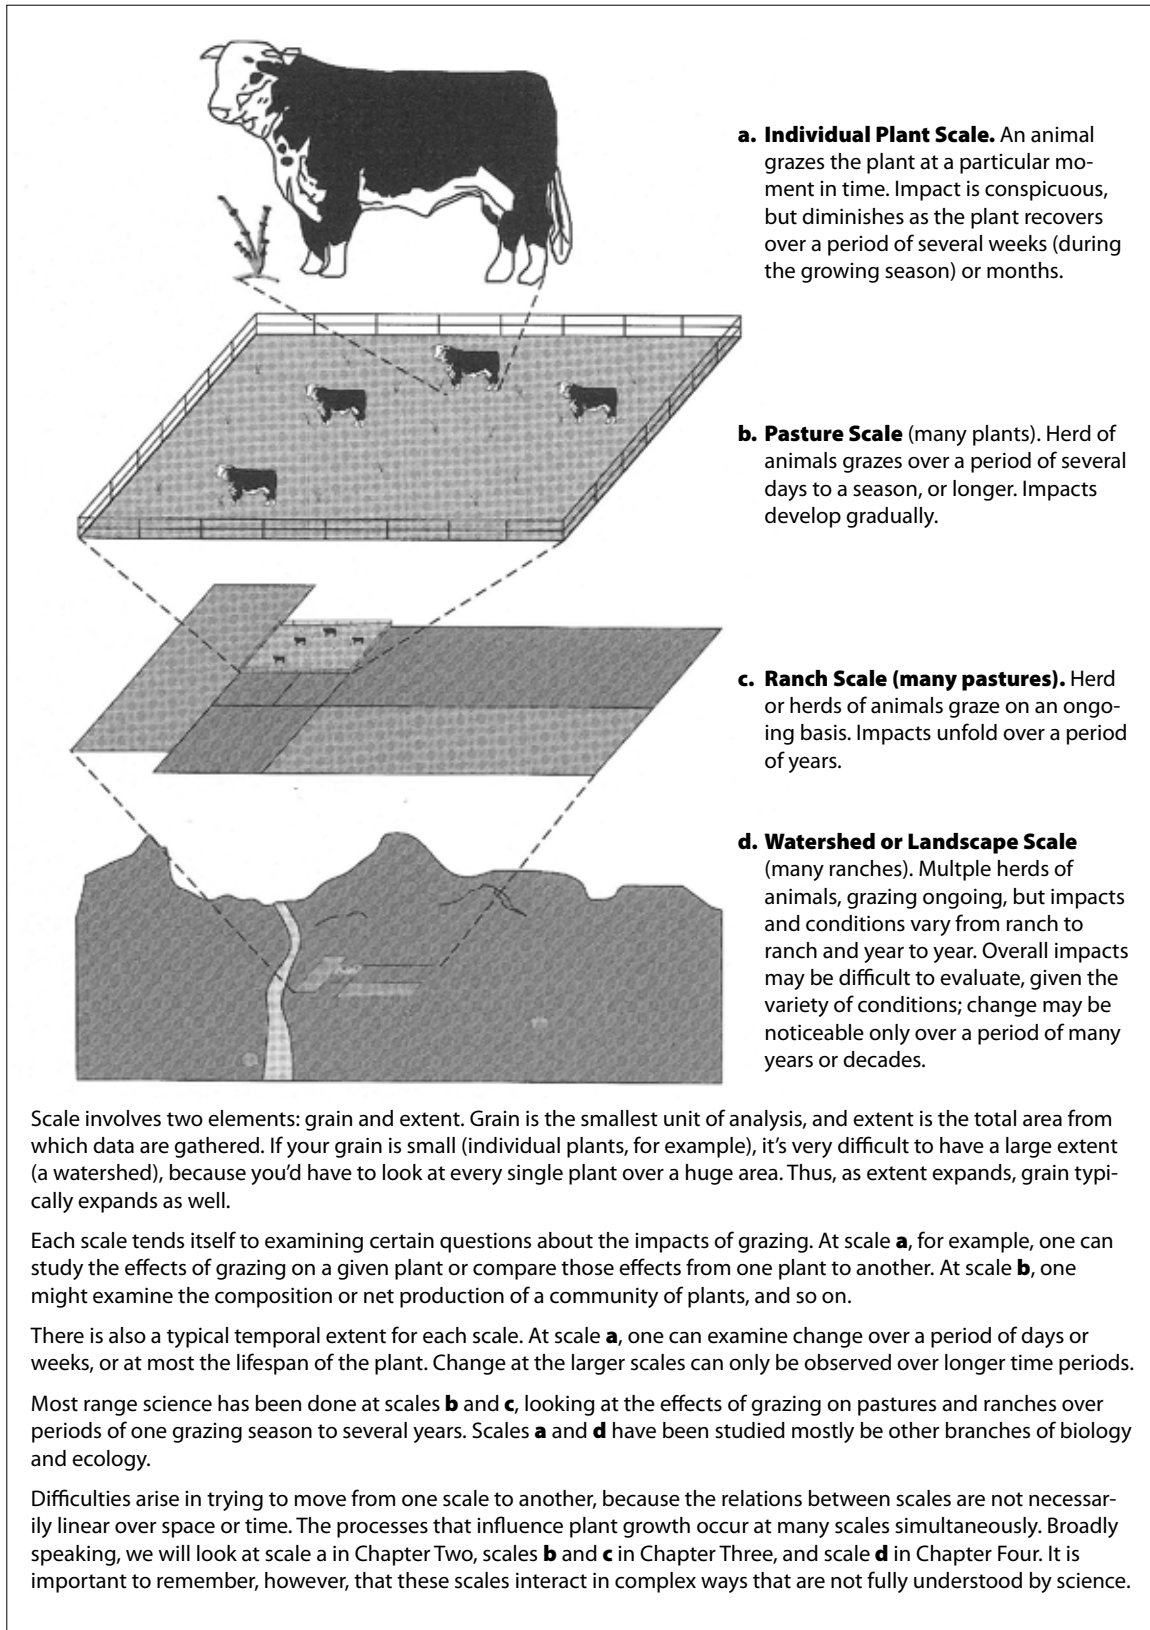 a. Individual Plant Scale. An animal
grazes the plant at a particular mo-
ment in time. Impact is conspicuous,
but diminishes as the plant recovers
over a period of several weeks (during
the growing season) or months.
b. Pasture Scale (many plants). Herd of
animals grazes over a period of several
days to a season, or longer. Impacts
develop gradually.
c. Ranch Scale (many pastures). Herd
or herds of animals graze on an ongo-
ing basis. Impacts unfold over a period
of years.
d. Watershed or Landscape Scale
(many ranches). Multple herds of
animals, grazing ongoing, but impacts
and conditions vary from ranch to
ranch and year to year. Overall impacts
may be difficult to evaluate, given the
variety of conditions; change may be
noticeable only over a period of many
years or decades.
Scale involves two elements: grain and extent. Grain is the smallest unit of analysis, and extent is the total area from
which data are gathered. If your grain is small (individual plants, for example), it's very difficult to have a large extent
(a watershed), because you'd have to look at every single plant over a huge area. Thus, as extent expands, grain typi-
cally expands as well.
Each scale tends itself to examining certain questions about the impacts of grazing. At scale a, for example, one can
study the effects of grazing on a given plant or compare those effects from one plant to another. At scale b, one
might examine the composition or net production of a community of plants, and so on.
There is also a typical temporal extent for each scale. At scale a, one can examine change over a period of days or
weeks, or at most the lifespan of the plant. Change at the larger scales can only be observed over longer time periods.
Most range science has been done at scales b and c, looking at the effects of grazing on pastures and ranches over
periods of one grazing season to several years. Scales a and d have been studied mostly be other branches of biology
and ecology.
Difficulties arise in trying to move from one scale to another, because the relations between scales are not necessar-
ily linear over space or time. The processes that influence plant growth occur at many scales simultaneously. Broadly
speaking, we will look at scale a in Chapter Two, scales b and c in Chapter Three, and scale d in Chapter Four. It is
important to remember, however, that these scales interact in complex ways that are not fully understood by science.